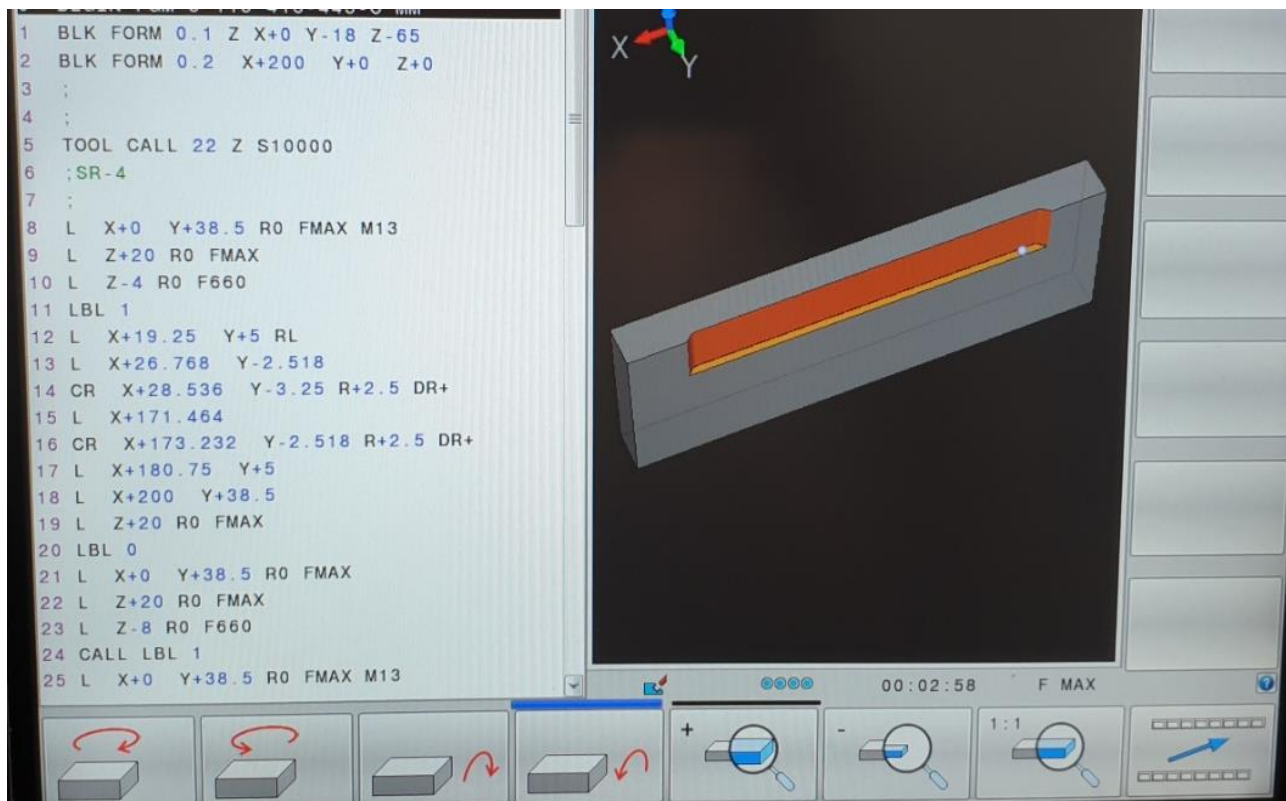 1 BLK FORM 0.1 Z X+0 Y-18 Z-65
2 BLK FORM 0.2 X+200 Y+0 Z+0
3 ;
4 ;
5 TOOL CALL 22 Z S10000
6 ;SR-4
7 ;
8 L X+0 Y+38.5 R0 FMAX M13
9 L Z+20 R0 FMAX
10 L Z-4 R0 F660
11 LBL 1
12 L X+19.25 Y+5 RL
13 L X+26.768 Y-2.518
14 CR X+28.536 Y-3.25 R+2.5 DR+
15 L X+171.464
16 CR X+173.232 Y-2.518 R+2.5 DR+
17 L X+180.75 Y+5
18 L X+200 Y+38.5
19 L Z+20 R0 FMAX
20 LBL 0
21 L X+0 Y+38.5 R0 FMAX
22 L Z+20 R0 FMAX
23 L Z-8 R0 F660
24 CALL LBL 1
25 L X+0 Y+38.5 R0 FMAX M13
X
Y
00:02:58 F MAX
+
-
1:1